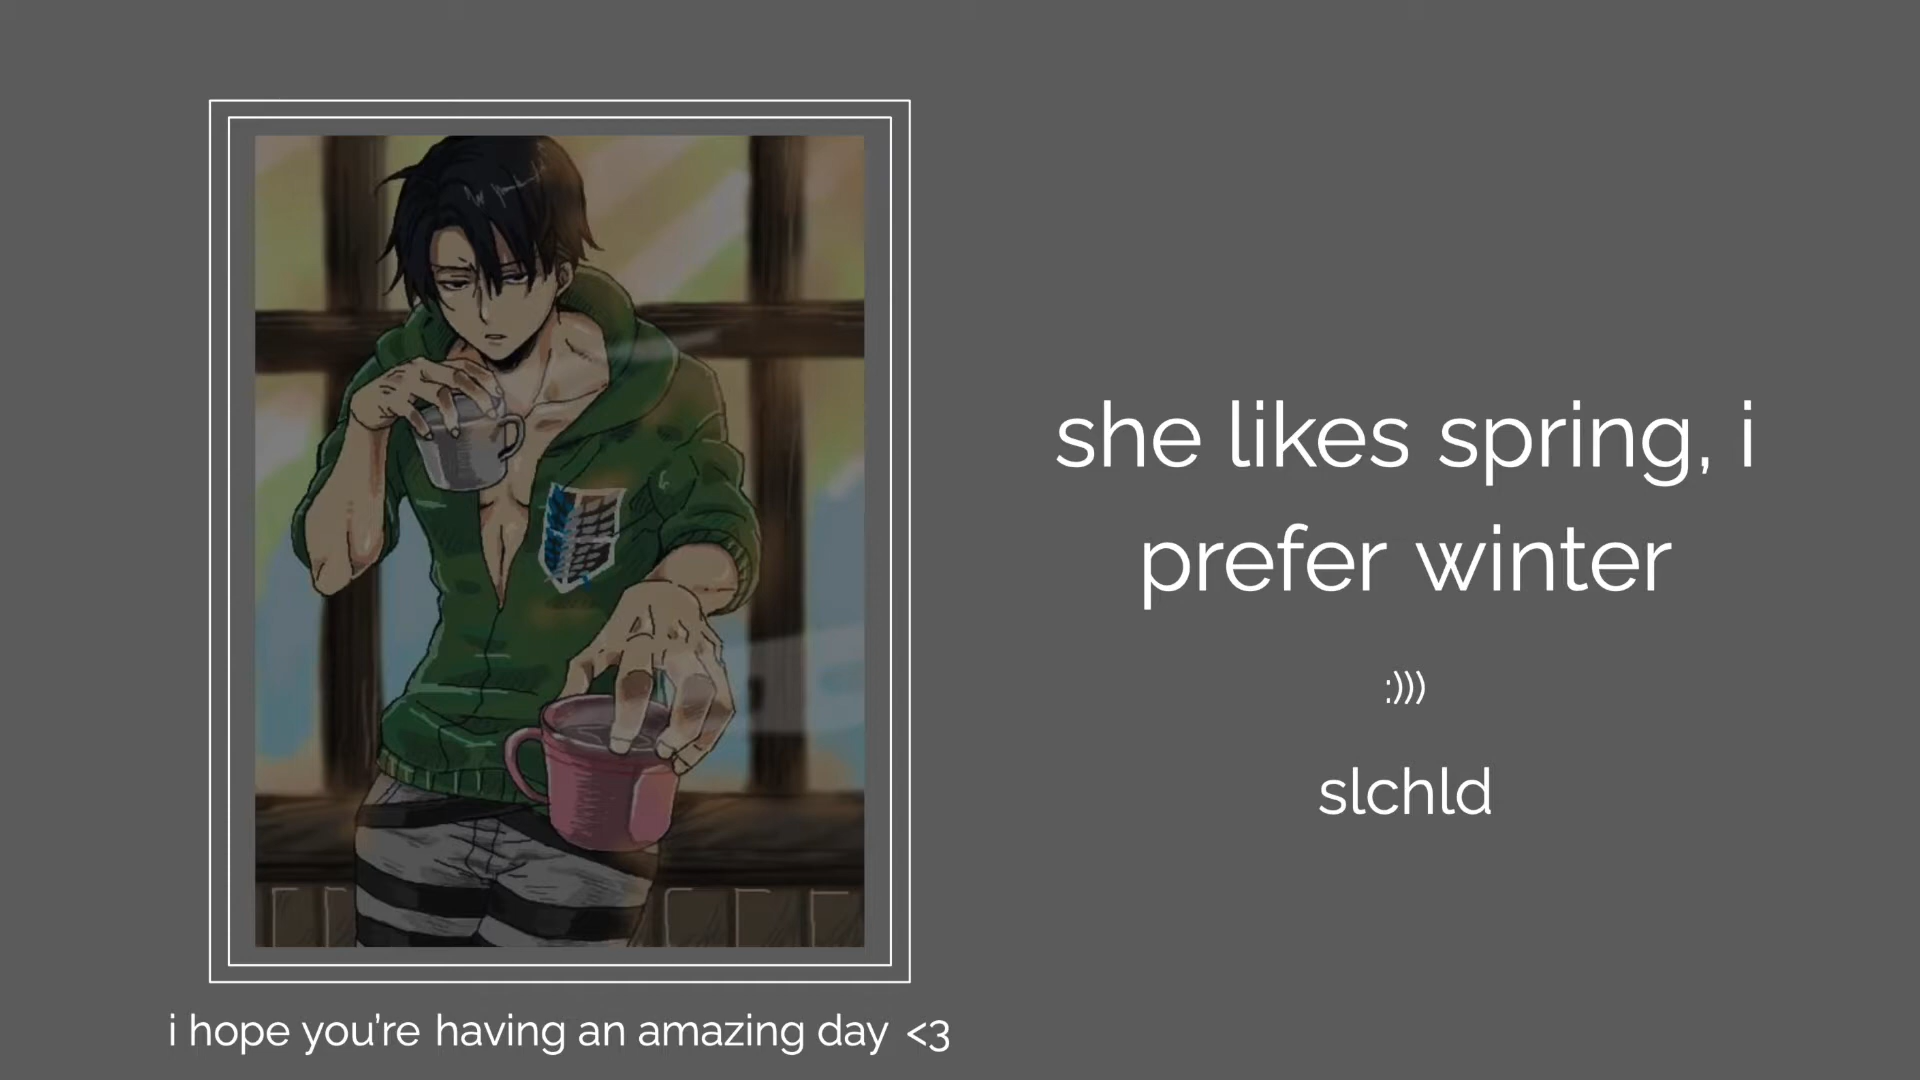 she likes spring, i
prefer winter
:)))
slchld
i hope you're having an amazing day <3